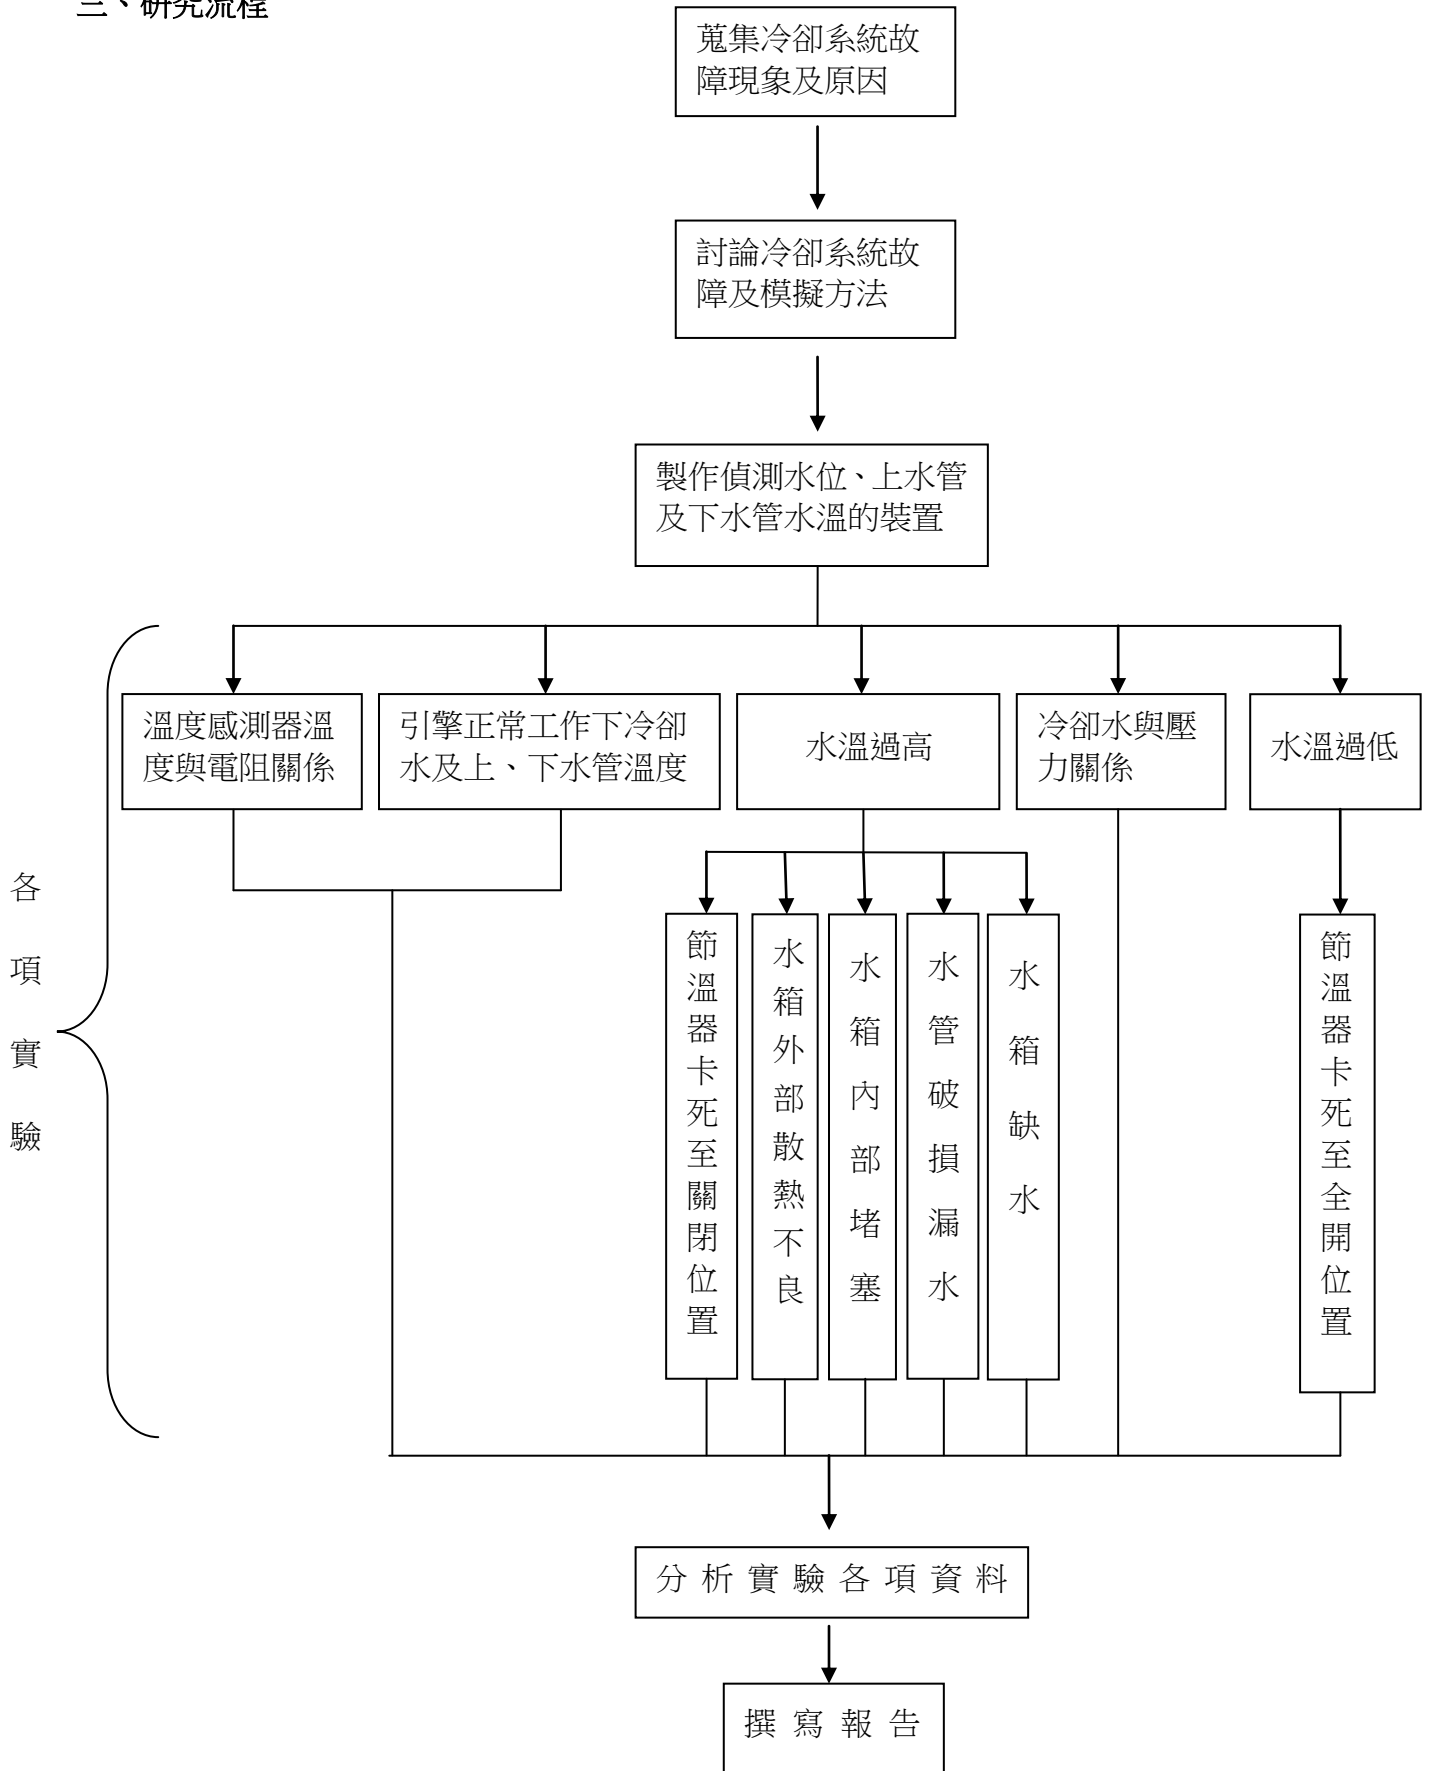 三、研究流程
蒐集冷卻系統故
障現象及原因
討論冷卻系統故
障及模擬方法
製作偵測水位、上水管
及下水管水溫的裝置
溫度感測器溫
度與電阻關係
引擎正常工作下冷卻
水及上、下水管溫度
水溫過高
冷卻水與壓
力關係
水溫過低
各項實驗
節溫器卡死至關閉位置
水箱外部散熱不良
水箱內部堵塞
水管破損漏水
水箱缺水
節溫器卡死至全開位置
分析實驗各項資料
撰寫報告